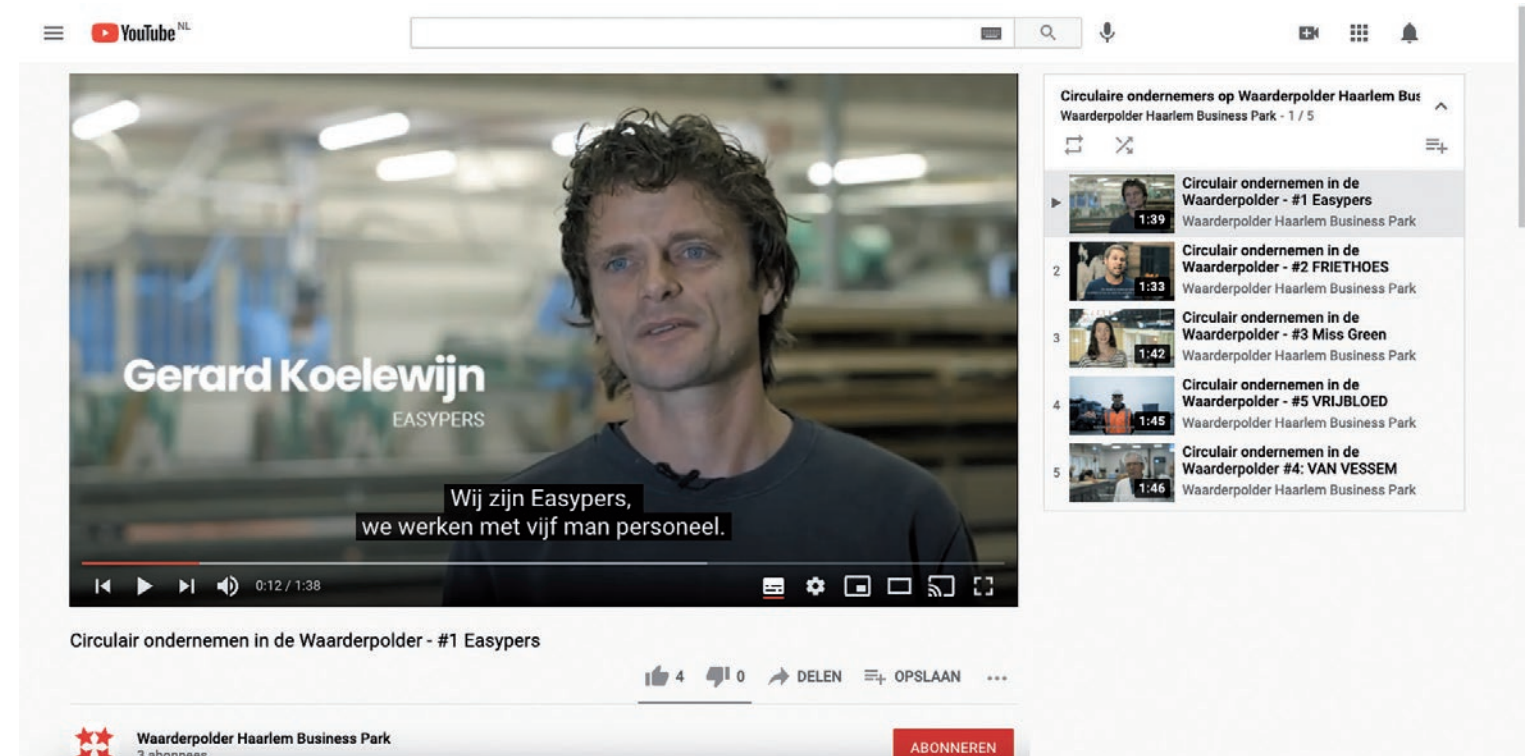 YouTube NL
Gerard Koelewijn
EASYPERS
Wij zijn Easypers,
we werken met vijf man personeel.
0:12 / 1:38
Circulair ondernemen in de Waarderpolder - #1 Easypers
4
0
DELEN
OPSLAAN
Waarderpolder Haarlem Business Park
3 abonnees
ABONNEREN
Circulaire ondernemers op Waarderpolder Haarlem Bus
Waarderpolder Haarlem Business Park - 1 / 5
Circulair ondernemen in de
Waarderpolder - #1 Easypers
Waarderpolder Haarlem Business Park
1:39
2
Circulair ondernemen in de
Waarderpolder - #2 FRIETHOES
Waarderpolder Haarlem Business Park
1:33
3
Circulair ondernemen in de
Waarderpolder - #3 Miss Green
Waarderpolder Haarlem Business Park
1:42
4
Circulair ondernemen in de
Waarderpolder - #5 VRIJBLOED
Waarderpolder Haarlem Business Park
1:45
5
Circulair ondernemen in de
Waarderpolder #4: VAN VESSEM
Waarderpolder Haarlem Business Park
1:46